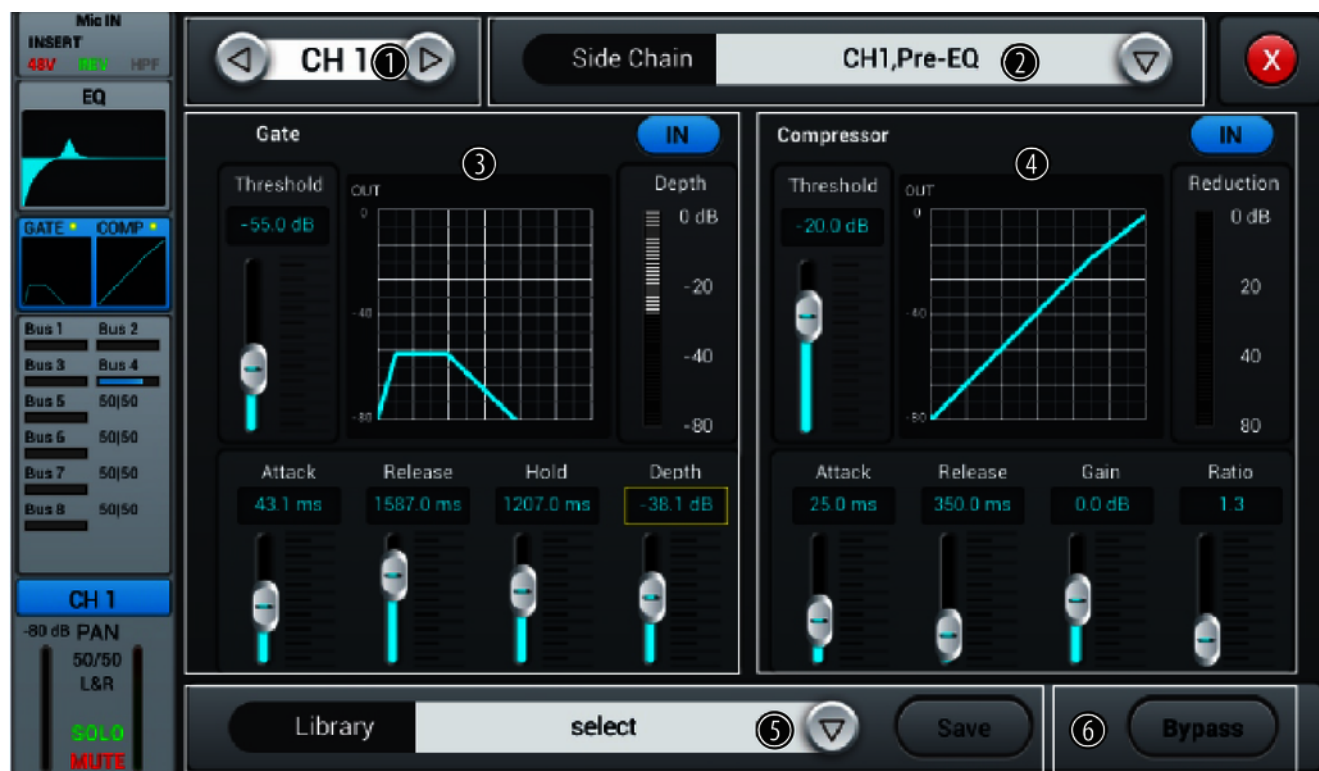 Mic IN
INSERT
48V REV HPF
EQ
GATE COMP
Bus 1 Bus 2
Bus 3 Bus 4
Bus 5 50|50
Bus 6 50|50
Bus 7 50|50
Bus 8 50|50
CH 1
-80 dB PAN
50/50
L&R
SOLO
MUTE
CH 1 ①
Side Chain CH1,Pre-EQ ②
X
Gate ③ IN
Threshold OUT Depth
-55.0 dB 0 0 dB
-20
-40
-40
-80
-80
Attack Release Hold Depth
43.1 ms 1587.0 ms 1207.0 ms -38.1 dB
Compressor ④ IN
Threshold OUT Reduction
-20.0 dB 0 0 dB
20
-40
40
-80
80
Attack Release Gain Ratio
25.0 ms 350.0 ms 0.0 dB 1.3
Library select ⑤ Save
⑥ Bypass